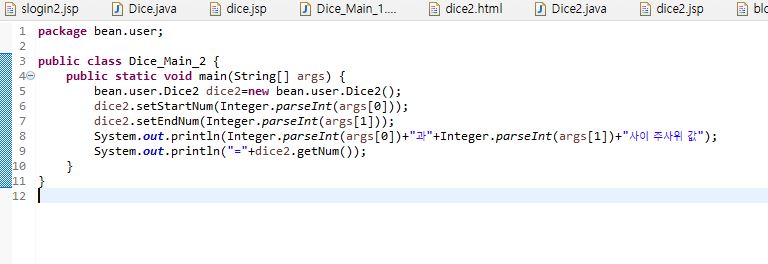 slogin2.jsp Dice.java dice.jsp Dice_Main_1.... dice2.html Dice2.java dice2.jsp blo
1 package bean.user;
2
3 public class Dice_Main_2 {
4 public static void main(String[] args) {
5 bean.user.Dice2 dice2=new bean.user.Dice2();
6 dice2.setStartNum(Integer.parseInt(args[0]));
7 dice2.setEndNum(Integer.parseInt(args[1]));
8 System.out.println(Integer.parseInt(args[0])+"과"+Integer.parseInt(args[1])+"사이 주사위 값");
9 System.out.println("="+dice2.getNum());
10 }
11 }
12